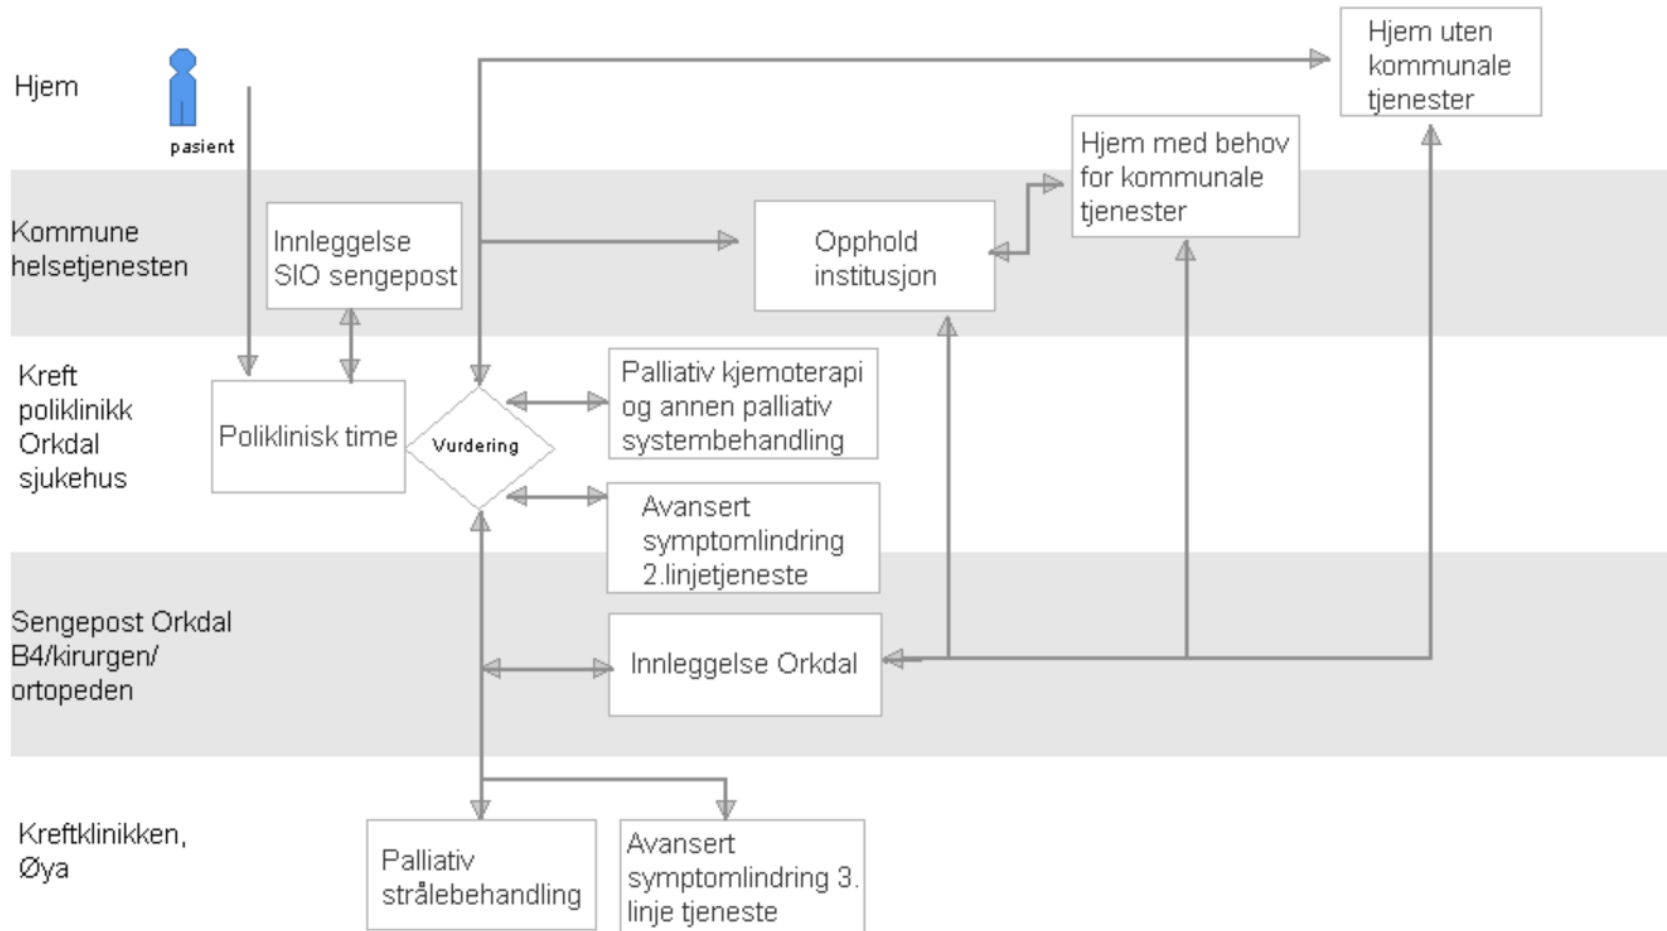 Hjem
pasient
Hjem uten
kommunale
tjenester
Hjem med behov
for kommunale
tjenester
Kommune
helsetjenesten
Innleggelse
SIO sengepost
Opphold
institusjon
Kreft
poliklinikk
Orkdal
sjukehus
Poliklinisk time
Vurdering
Palliativ kjemoterapi
og annen palliativ
systembehandling
Avansert
symptomlindring
2.linjetjeneste
Sengepost Orkdal
B4/kirurgen/
ortopeden
Innleggelse Orkdal
Kreftklinikken,
Øya
Palliativ
strålebehandling
Avansert
symptomlindring 3.
linje tjeneste